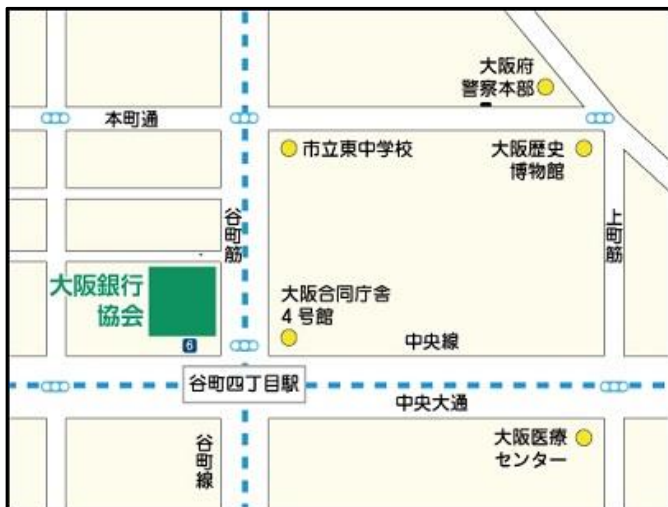 大阪府
警察本部
本町通
市立東中学校
大阪歴史
博物館
谷町筋
上町筋
大阪銀行
協会
大阪合同庁舎
4号館
6
中央線
谷町四丁目駅
中央大通
谷町線
大阪医療
センター